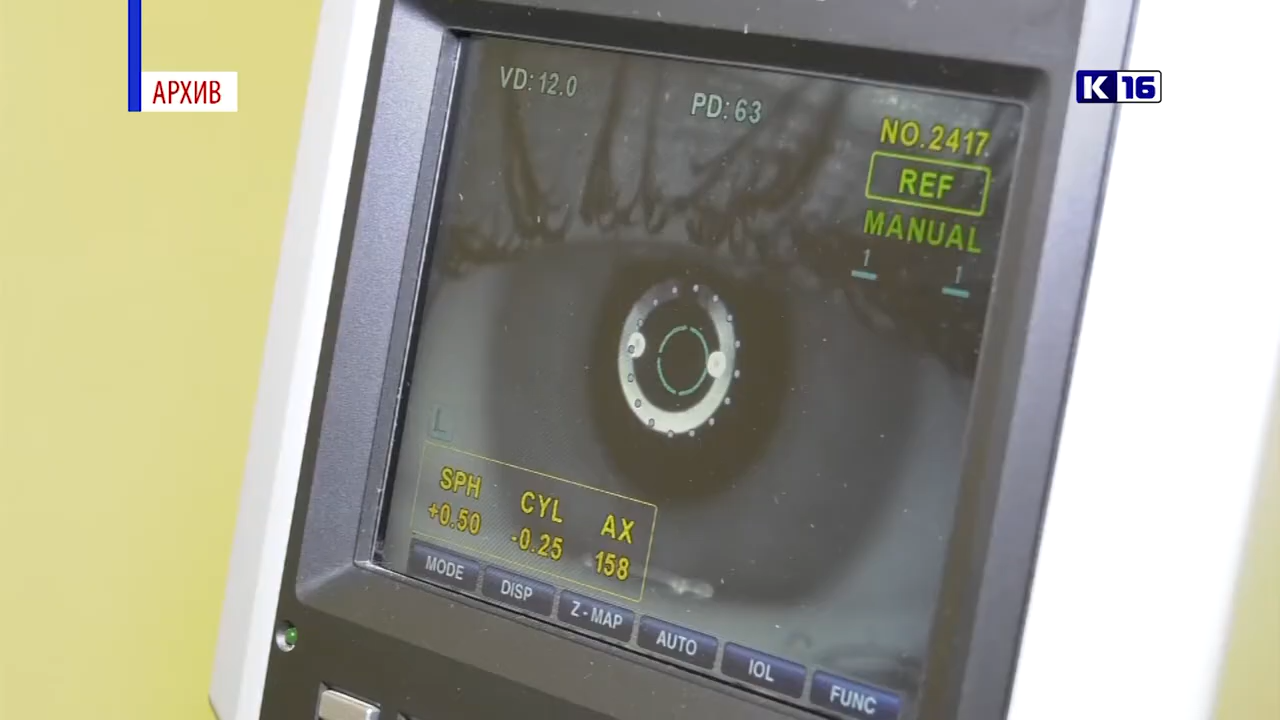 АРХИВ
K 16
VD: 12.0
PD: 63
NO.2417
REF
MANUAL
1 1
L
SPH CYL AX
+0.50 -0.25 158
MODE DISP Z-MAP AUTO IOL FUNC